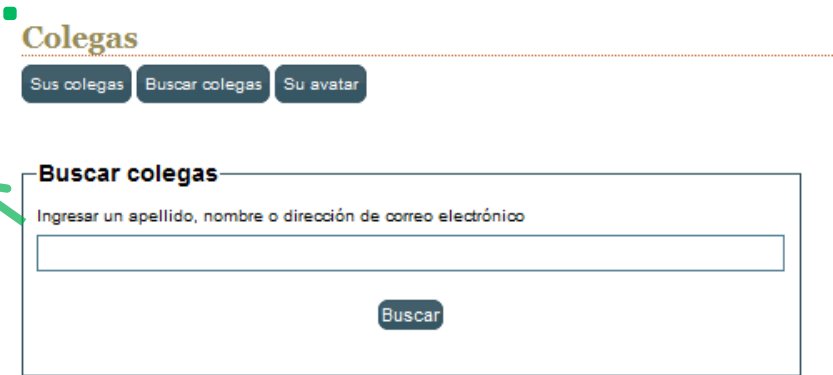 Colegas
Sus colegas Buscar colegas Su avatar
Buscar colegas
Ingresar un apellido, nombre o dirección de correo electrónico
Buscar